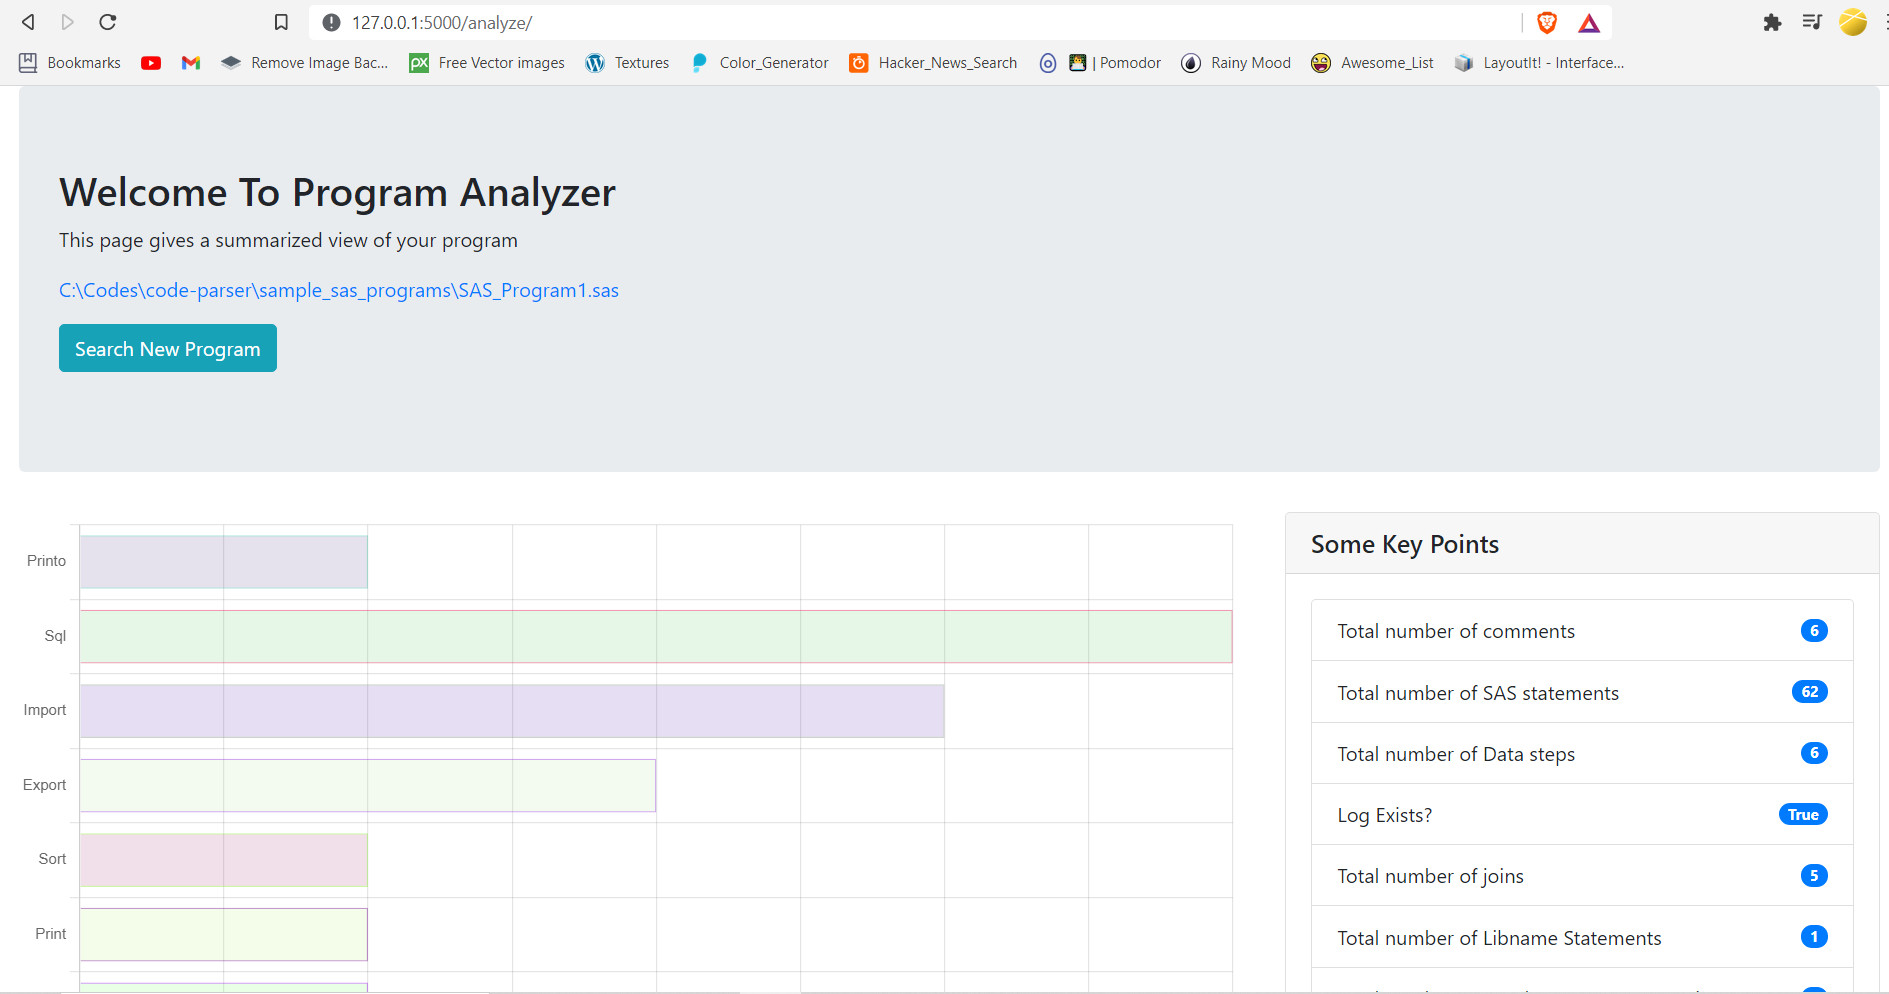 127.0.0.1:5000/analyze/
Bookmarks Remove Image Bac... Free Vector images Textures Color_Generator Hacker_News_Search | Pomodor Rainy Mood Awesome_List LayoutIt! - Interface...
Welcome To Program Analyzer
This page gives a summarized view of your program
C:\Codes\code-parser\sample_sas_programs\SAS_Program1.sas
Search New Program
Printo
Sql
Import
Export
Sort
Print
Some Key Points
Total number of comments 6
Total number of SAS statements 62
Total number of Data steps 6
Log Exists? True
Total number of joins 5
Total number of Libname Statements 1